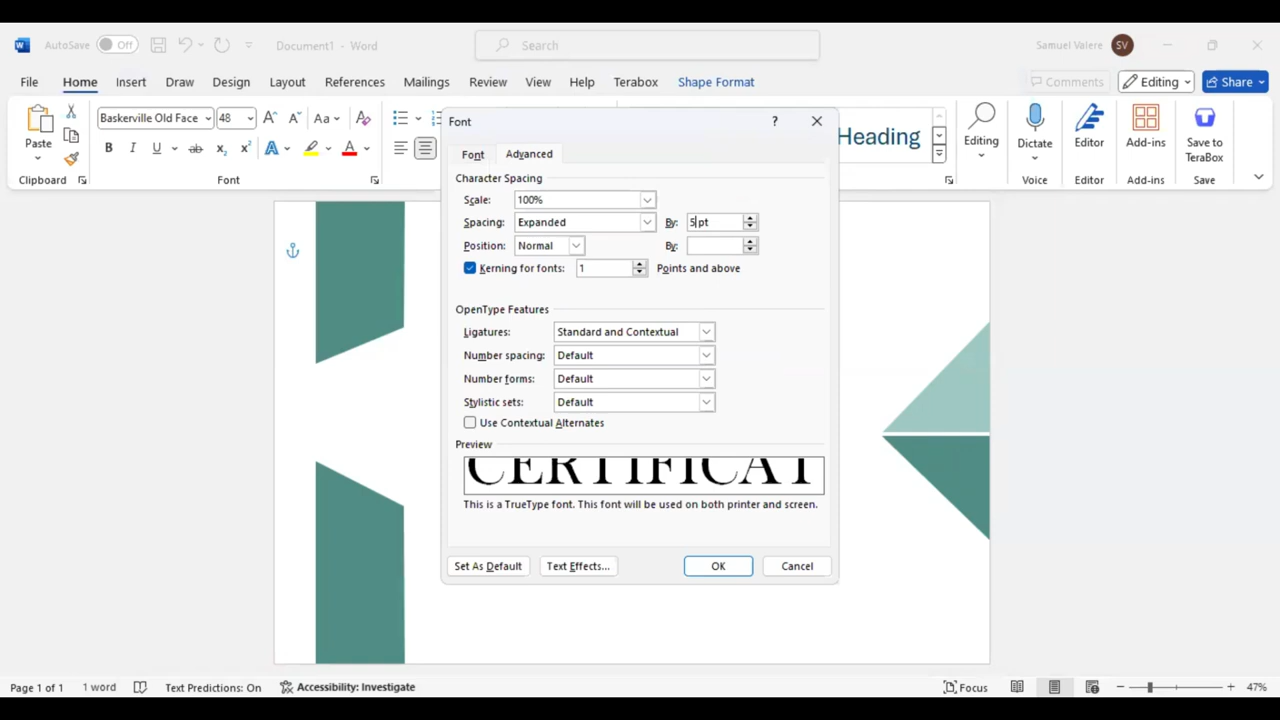 AutoSave Off Document1 - Word Search Samuel Valere SV
File Home Insert Draw Design Layout References Mailings Review View Help Terabox Shape Format Comments Editing Share
Paste
Clipboard
Baskerville Old Face 48 A A Aa A
B I U ab x₂ x² A A
Font
Heading
Editing
Dictate
Voice
Editor
Editor
Add-ins
Add-ins
Save to
TeraBox
Save
Font ?
Font Advanced
Character Spacing
Scale: 100%
Spacing: Expanded By: 5 pt
Position: Normal By:
Kerning for fonts: 1 Points and above
OpenType Features
Ligatures: Standard and Contextual
Number spacing: Default
Number forms: Default
Stylistic sets: Default
Use Contextual Alternates
Preview
CERTIFICAT
This is a TrueType font. This font will be used on both printer and screen.
Set As Default Text Effects... OK Cancel
Page 1 of 1 1 word Text Predictions: On Accessibility: Investigate Focus 47%